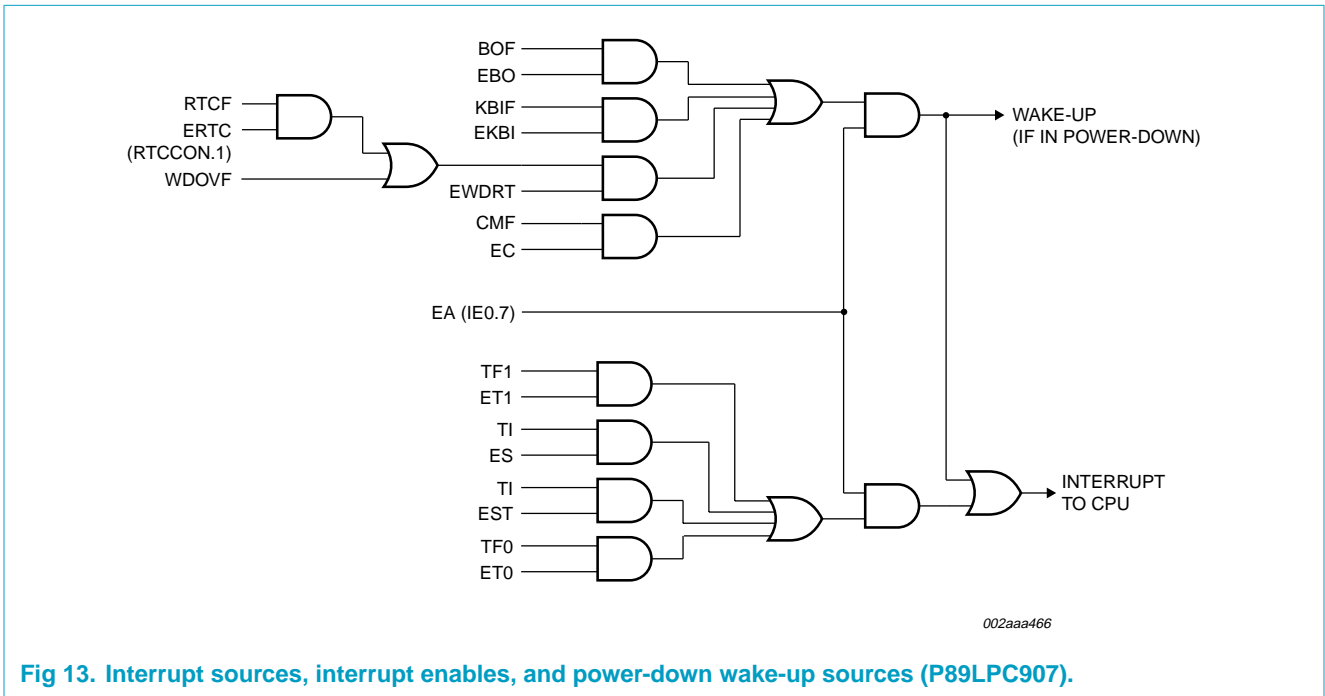 BOF
EBO
RTCF
KBIF
WAKE-UP
(IF IN POWER-DOWN)
ERTC
EKBI
(RTCCON.1)
WDOVF
EWDRT
CMF
EC
EA (IE0.7)
TF1
ET1
TI
ES
TI
INTERRUPT
TO CPU
EST
TF0
ET0
002aaa466
Fig 13. Interrupt sources, interrupt enables, and power-down wake-up sources (P89LPC907).